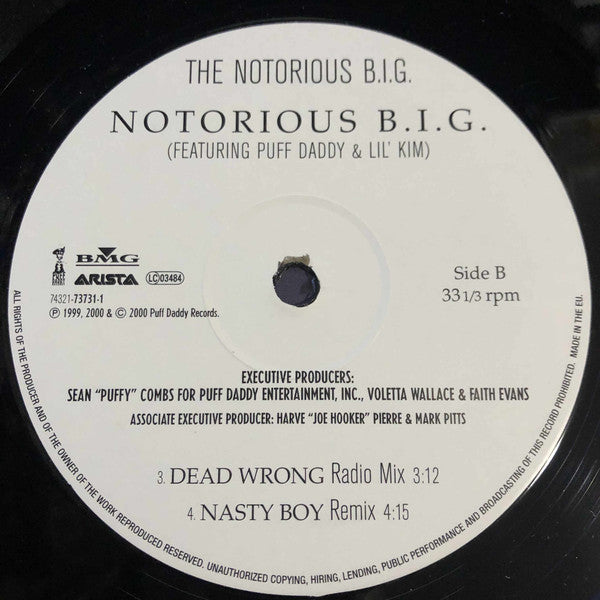 THE NOTORIOUS B.I.G.
NOTORIOUS B.I.G.
(FEATURING PUFF DADDY & LIL' KIM)
BMG
ARISTA LC 03484
74321-73731-1
℗ 1999, 2000 & © 2000 Puff Daddy Records.
Side B
33 1/3 rpm
EXECUTIVE PRODUCERS:
SEAN "PUFFY" COMBS FOR PUFF DADDY ENTERTAINMENT, INC., VOLETTA WALLACE & FAITH EVANS
ASSOCIATE EXECUTIVE PRODUCER: HARVE "JOE HOOKER" PIERRE & MARK PITTS
3. DEAD WRONG Radio Mix 3:12
4. NASTY BOY Remix 4:15
ALL RIGHTS OF THE PRODUCER AND OF THE OWNER OF THE WORK REPRODUCED RESERVED. UNAUTHORIZED COPYING, HIRING, LENDING, PUBLIC PERFORMANCE AND BROADCASTING OF THIS RECORD PROHIBITED. MADE IN THE EU.